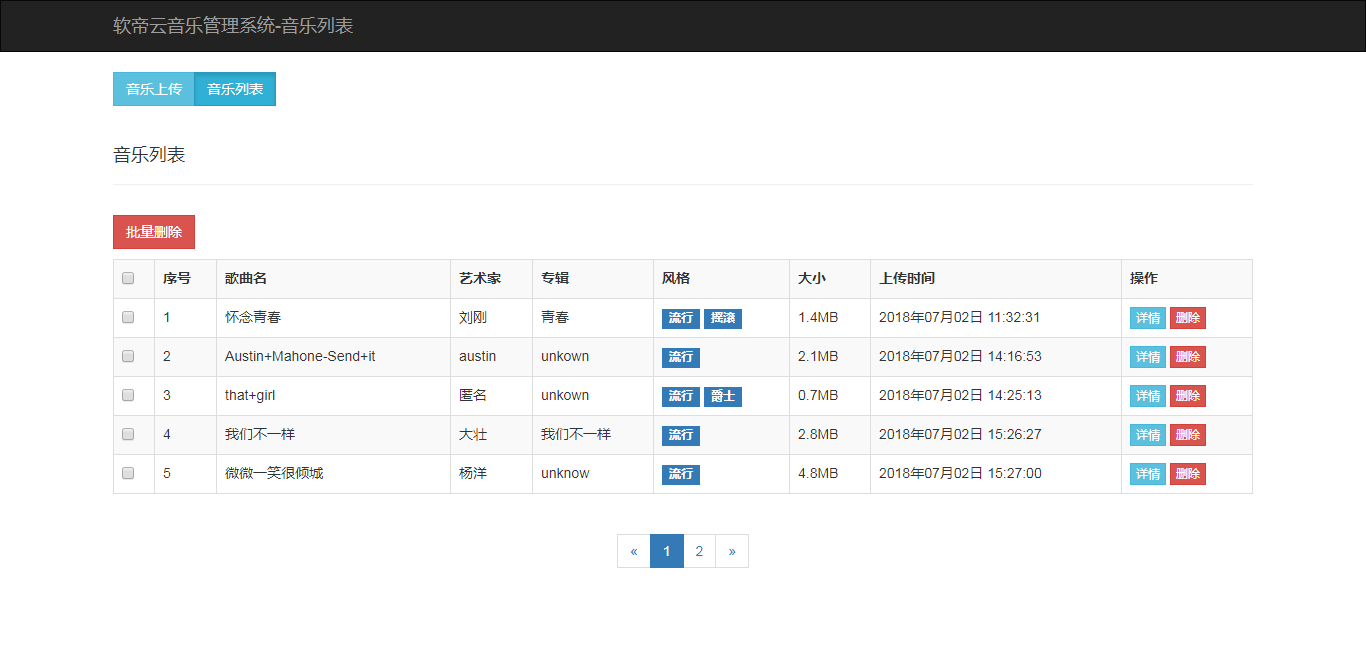 软帝云音乐管理系统-音乐列表
音乐上传 音乐列表
音乐列表
批量删除
序号 歌曲名 艺术家 专辑 风格 大小 上传时间 操作
1 怀念青春 刘刚 青春 流行 摇滚 1.4MB 2018年07月02日 11:32:31 详情 删除
2 Austin+Mahone-Send+it austin unkown 流行 2.1MB 2018年07月02日 14:16:53 详情 删除
3 that+girl 匿名 unkown 流行 爵士 0.7MB 2018年07月02日 14:25:13 详情 删除
4 我们不一样 大壮 我们不一样 流行 2.8MB 2018年07月02日 15:26:27 详情 删除
5 微微一笑很倾城 杨洋 unknow 流行 4.8MB 2018年07月02日 15:27:00 详情 删除
« 1 2 »